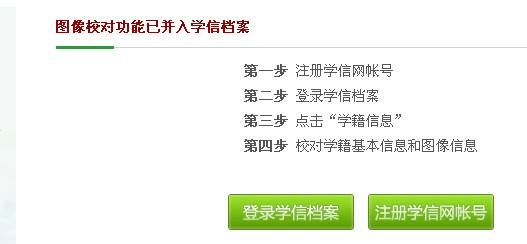 图像校对功能已并入学信档案
第一步 注册学信网帐号
第二步 登录学信档案
第三步 点击“学籍信息”
第四步 校对学籍基本信息和图像信息
登录学信档案 注册学信网帐号